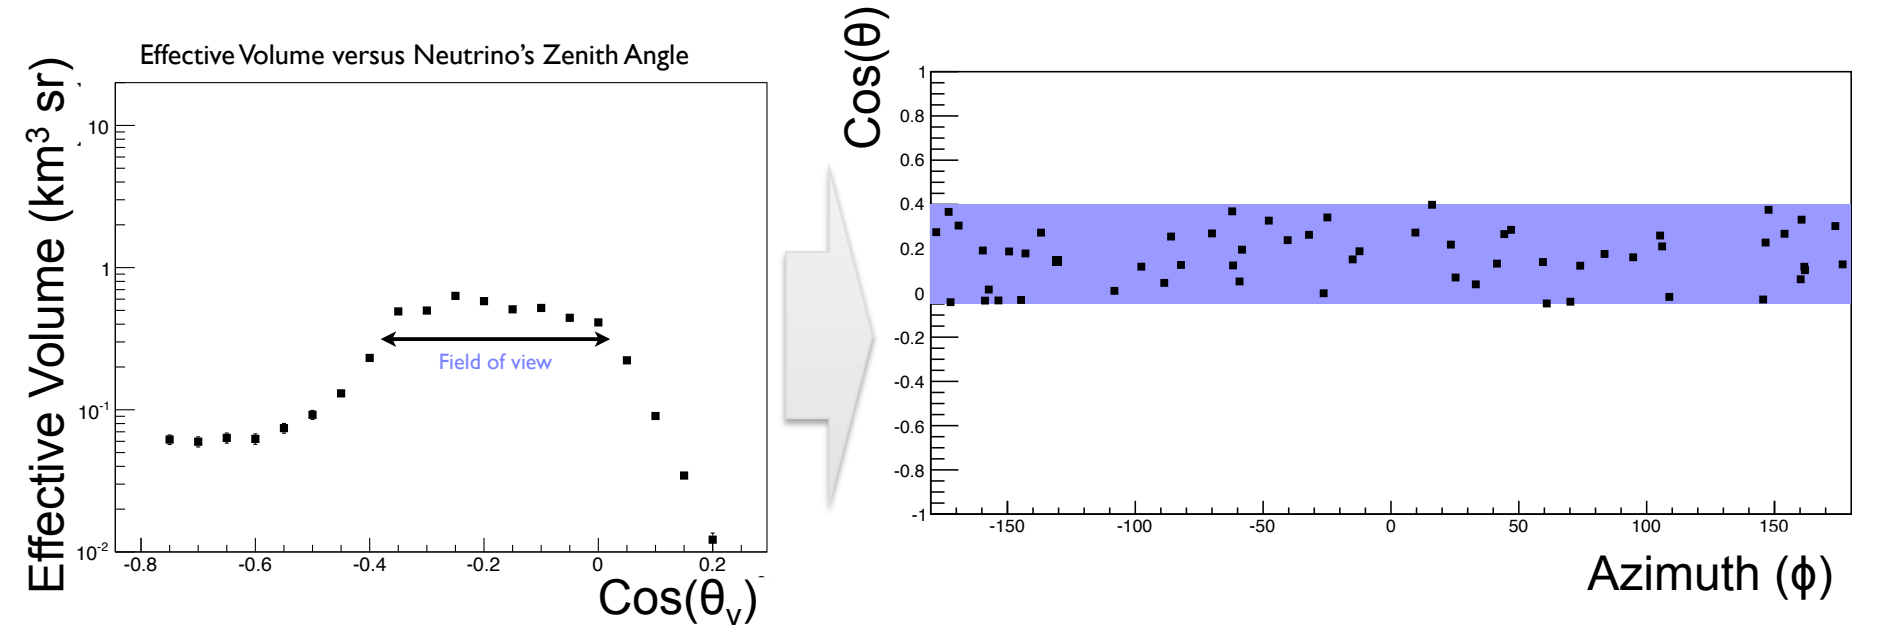 Effective Volume versus Neutrino's Zenith Angle
Effective Volume (km³ sr)
10
1
10⁻¹
10⁻²
-0.8 -0.6 -0.4 -0.2 0 0.2
Field of view
Cos(θᵥ)
Cos(θ)
1
0.8
0.6
0.4
0.2
0
-0.2
-0.4
-0.6
-0.8
-1
-150 -100 -50 0 50 100 150
Azimuth (ϕ)